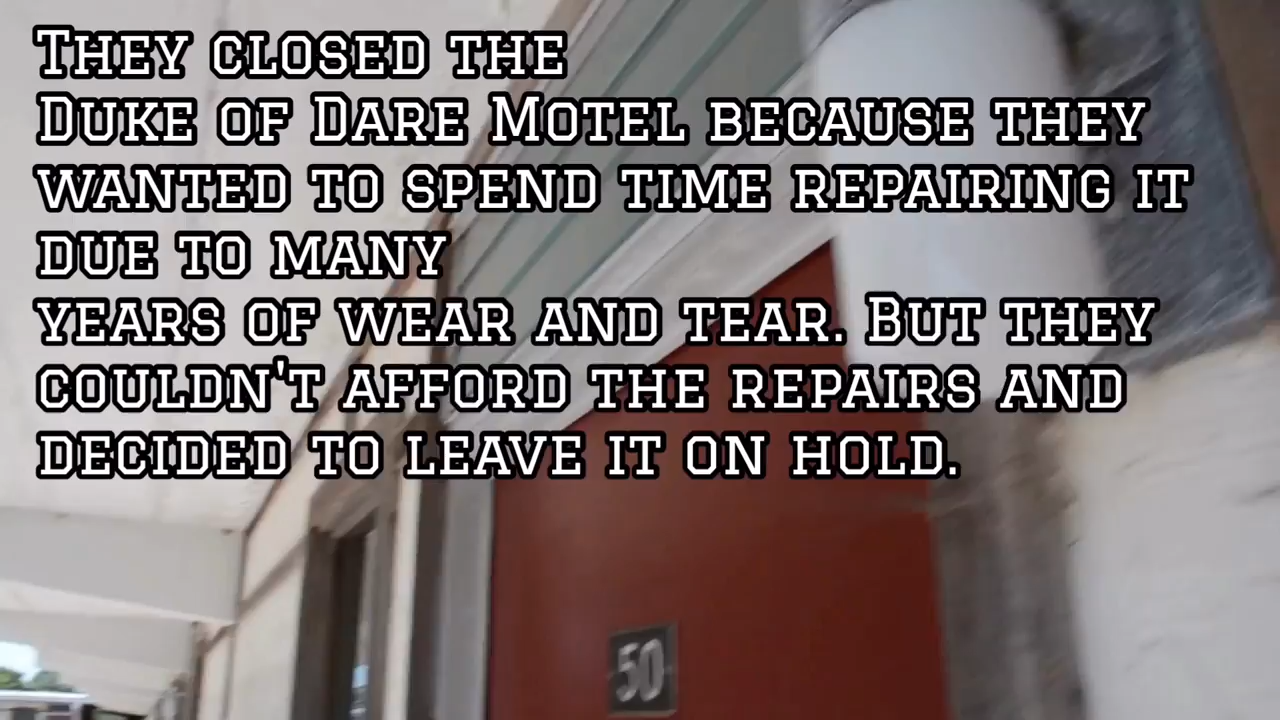 They closed the
Duke of Dare Motel because they
wanted to spend time repairing it
due to many
years of wear and tear. But they
couldn't afford the repairs and
decided to leave it on hold.
50